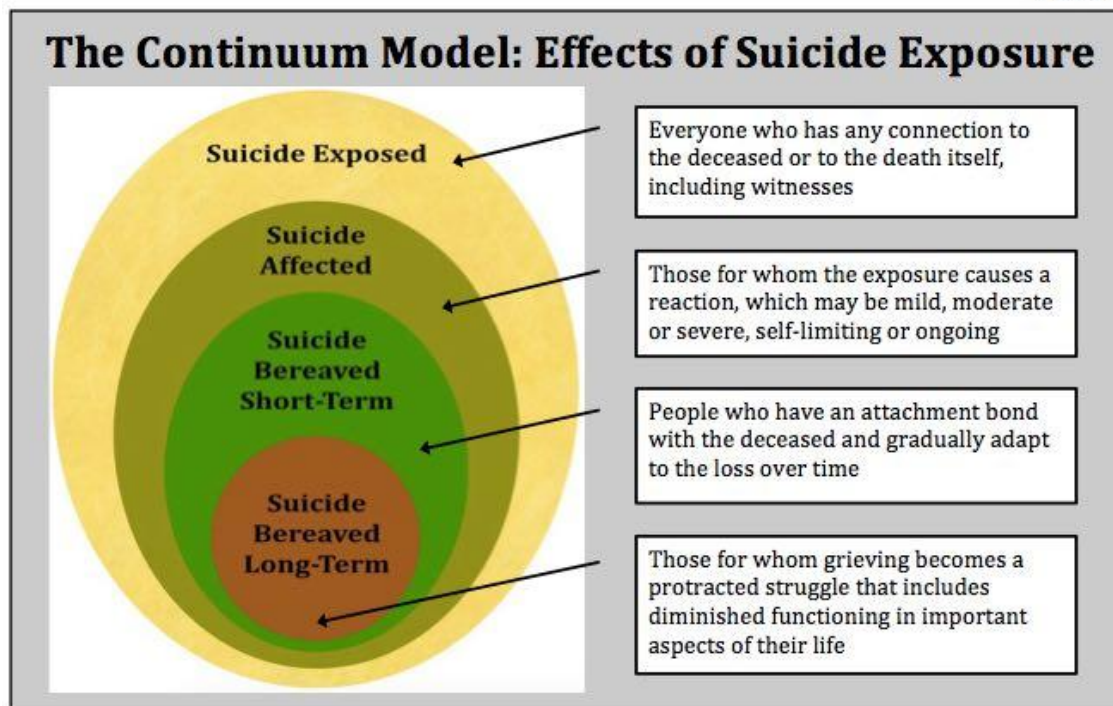 The Continuum Model: Effects of Suicide Exposure
Suicide Exposed
Suicide
Affected
Suicide
Bereaved
Short-Term
Suicide
Bereaved
Long-Term
Everyone who has any connection to
the deceased or to the death itself,
including witnesses
Those for whom the exposure causes a
reaction, which may be mild, moderate
or severe, self-limiting or ongoing
People who have an attachment bond
with the deceased and gradually adapt
to the loss over time
Those for whom grieving becomes a
protracted struggle that includes
diminished functioning in important
aspects of their life